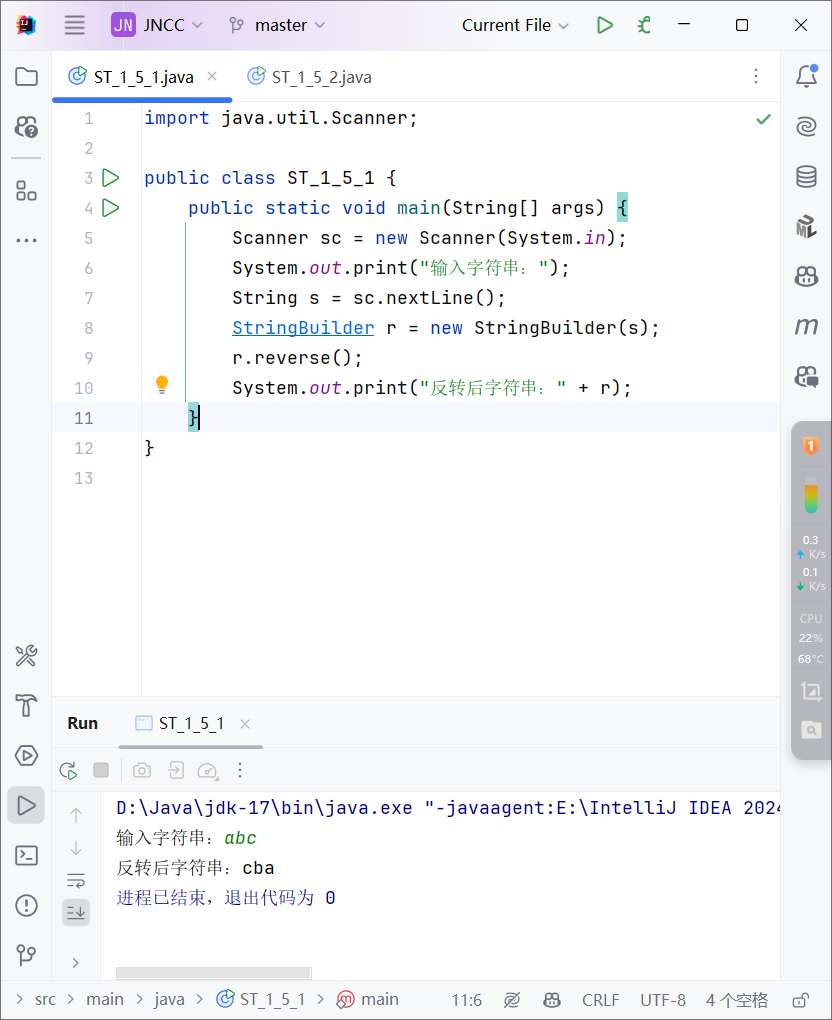 JN JNCC master Current File
ST_1_5_1.java ST_1_5_2.java
1 import java.util.Scanner;
2
3 public class ST_1_5_1 {
4 public static void main(String[] args) {
5 Scanner sc = new Scanner(System.in);
6 System.out.print("输入字符串：");
7 String s = sc.nextLine();
8 StringBuilder r = new StringBuilder(s);
9 r.reverse();
10 System.out.print("反转后字符串：" + r);
11 }
12 }
13
1
0.3
K/s
0.1
K/s
CPU
22%
68°C
Run ST_1_5_1
D:\Java\jdk-17\bin\java.exe "-javaagent:E:\IntelliJ IDEA 2024
输入字符串：abc
反转后字符串：cba
进程已结束，退出代码为 0
src main java ST_1_5_1 main 11:6 CRLF UTF-8 4 个空格